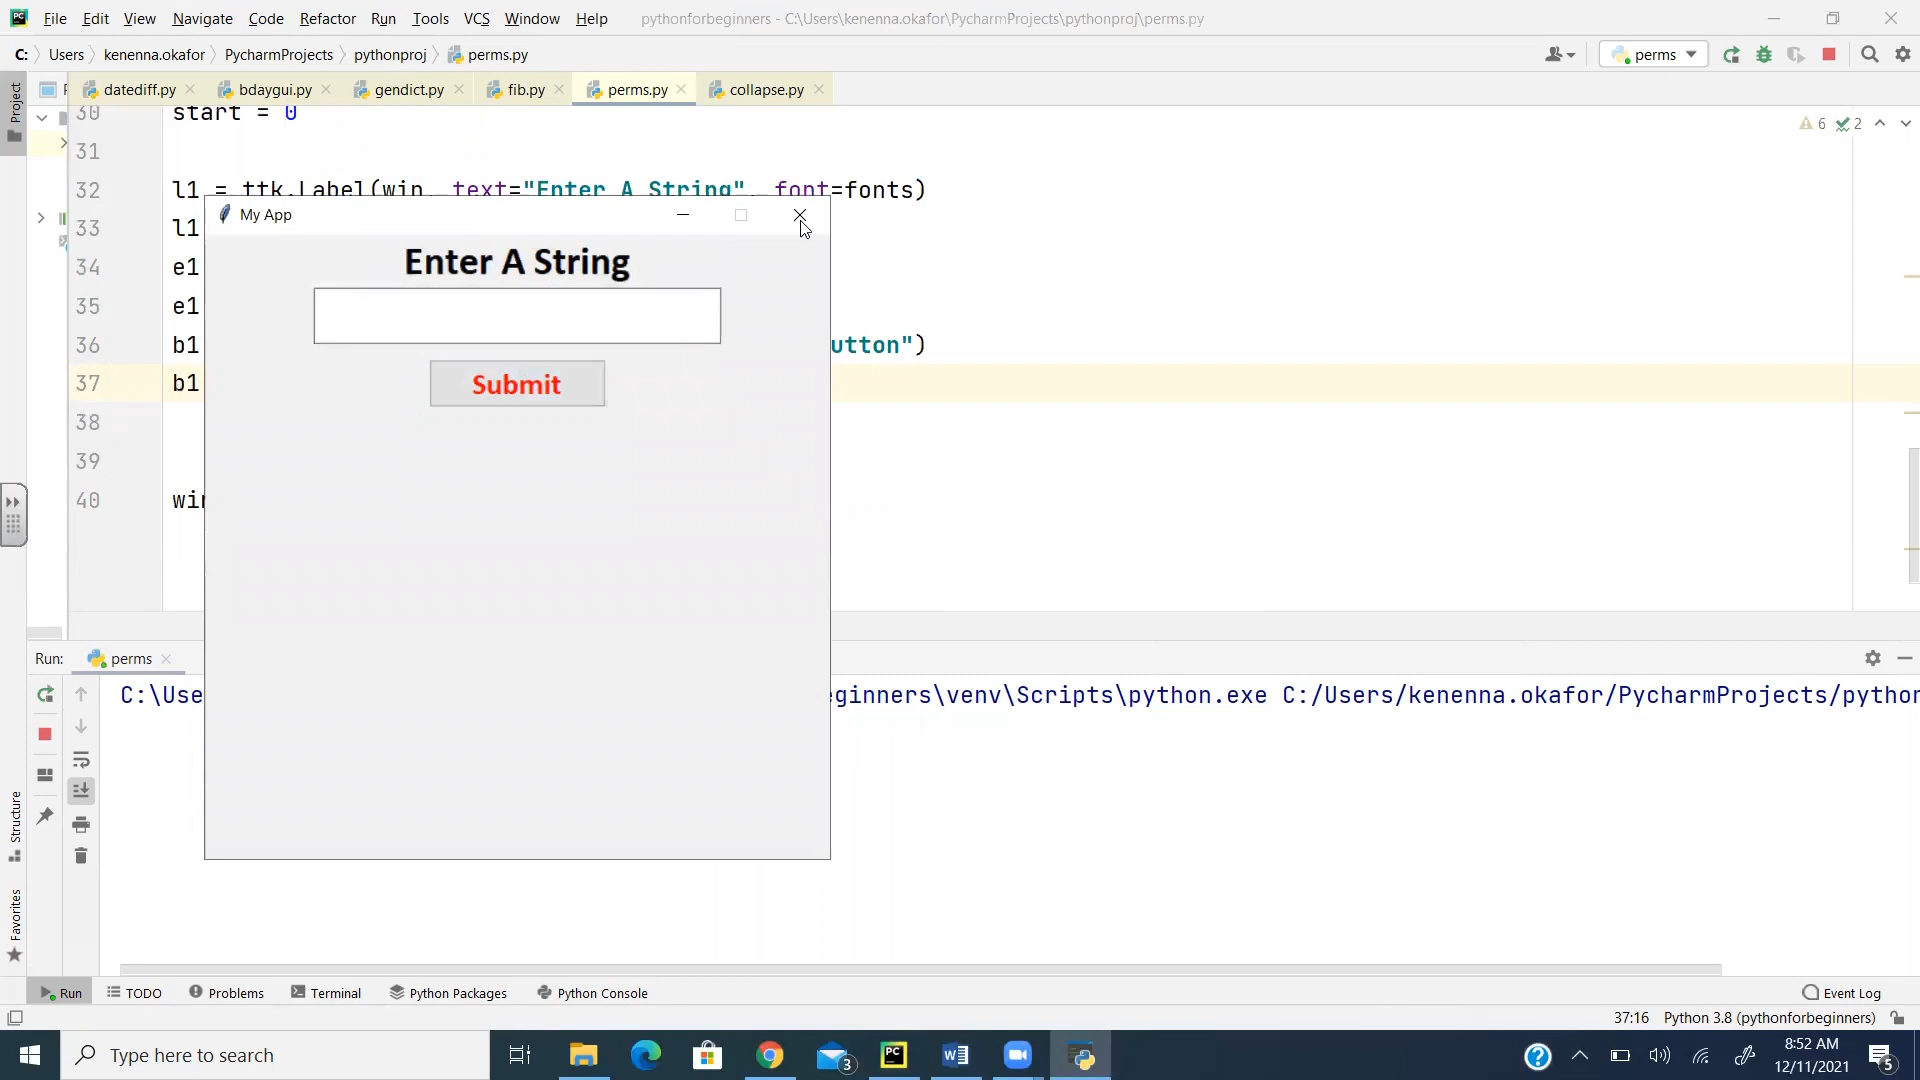 File Edit View Navigate Code Refactor Run Tools VCS Window Help pythonforbeginners - C:\Users\kenenna.okafor\PycharmProjects\pythonproj\perms.py
C: Users kenenna.okafor PycharmProjects pythonproj perms.py perms
datediff.py bdaygui.py gendict.py fib.py perms.py collapse.py
Project
30 start = 0
6 2
31
32 l1 = ttk.Label(win, text="Enter A String", font=fonts)
33 l1
My App
Enter A String
34 e1
35 e1
36 b1 utton")
Submit
37 b1
38
39
40 win
Run: perms
C:\Use ginners\venv\Scripts\python.exe C:/Users/kenenna.okafor/PycharmProjects/python
Structure
Favorites
Run TODO Problems Terminal Python Packages Python Console Event Log
37:16 Python 3.8 (pythonforbeginners)
Type here to search
3
8:52 AM
12/11/2021
5